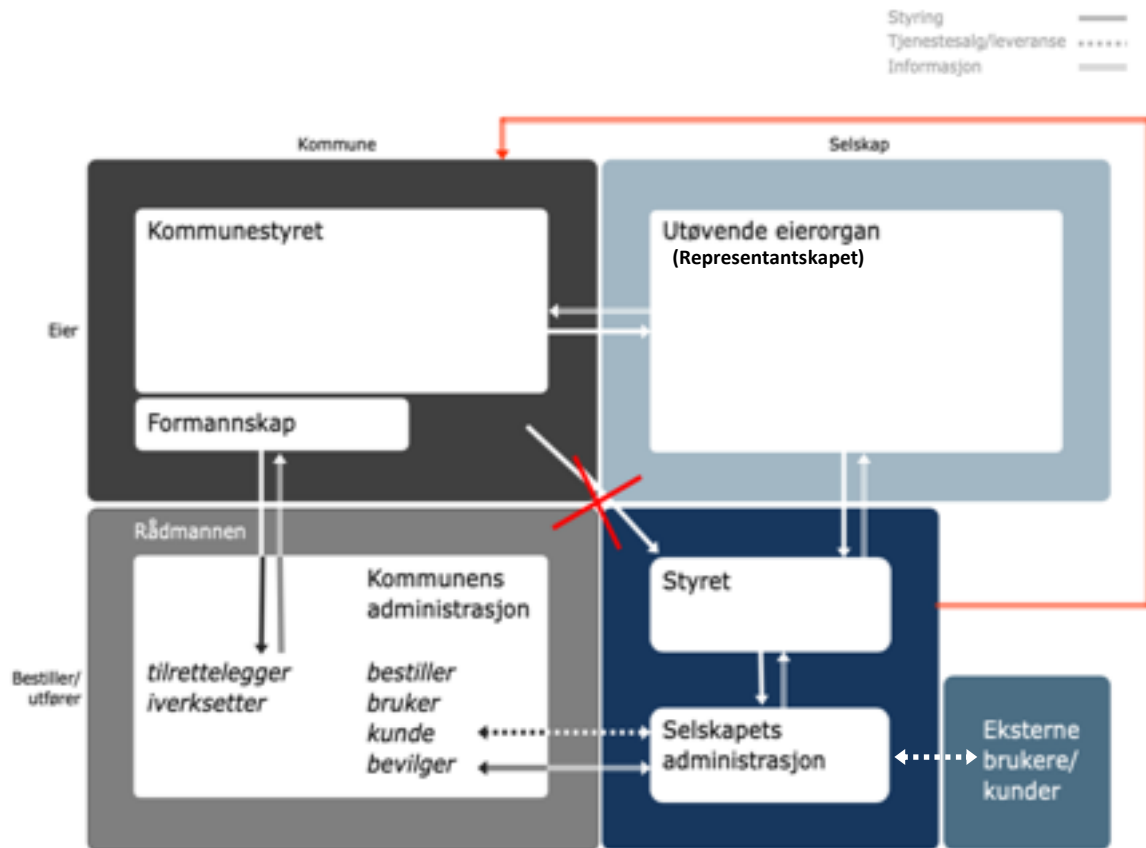 Styring
Tjenestesalg/leveranse
Informasjon
Kommune
Selskap
Kommunestyret
Utøvende eierorgan
(Representantskapet)
Eier
Formannskap
Rådmannen
Kommunens
administrasjon
Styret
Bestiller/
utfører
tilrettelegger
iverksetter
bestiller
bruker
kunde
bevilger
Selskapets
administrasjon
Eksterne
brukere/
kunder